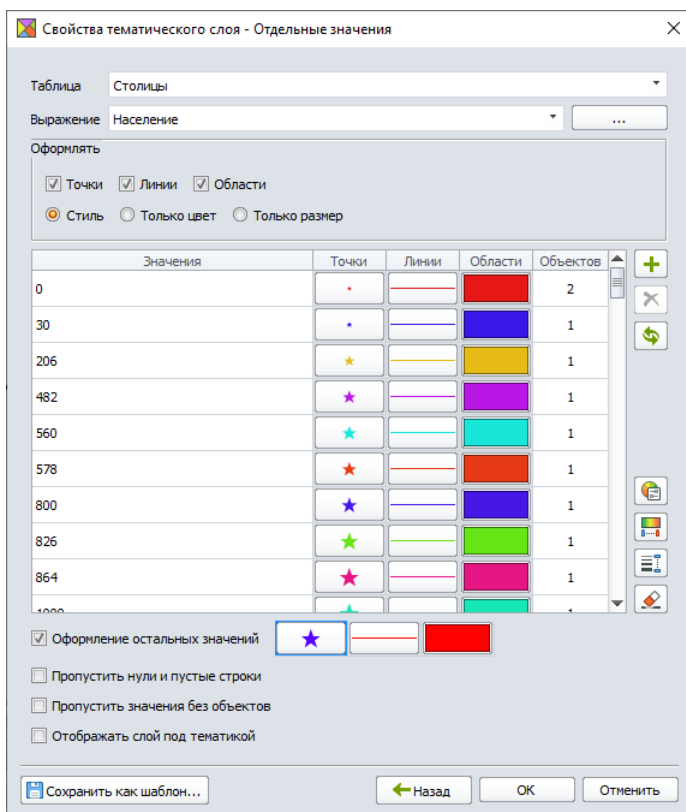 Свойства тематического слоя - Отдельные значения
Таблица Столицы
Выражение Население ...
Оформлять
Точки Линии Области
Стиль Только цвет Только размер
Значения Точки Линии Области Объектов
0 2
30 1
206 1
482 1
560 1
578 1
800 1
826 1
864 1
Оформление остальных значений
Пропустить нули и пустые строки
Пропустить значения без объектов
Отображать слой под тематикой
Сохранить как шаблон... Назад ОК Отменить